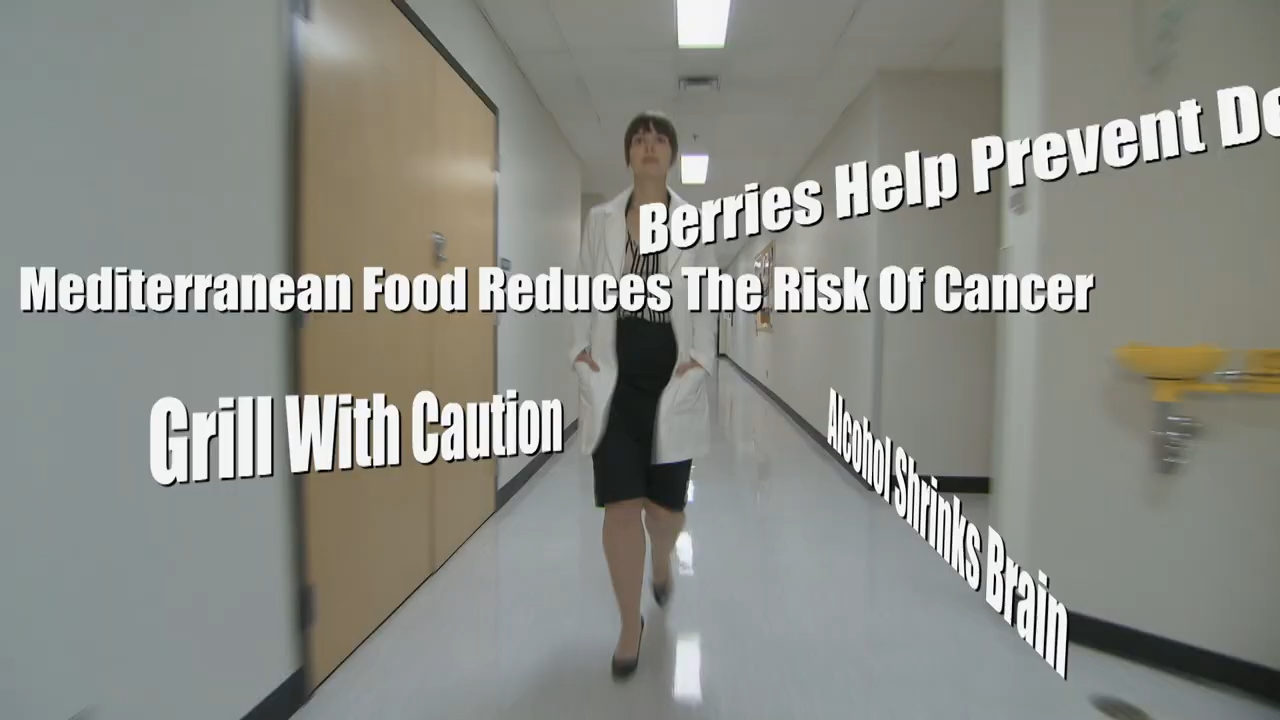 Berries Help Prevent
Mediterranean Food Reduces The Risk Of Cancer
Grill With Caution
Alcohol Shrinks Brain